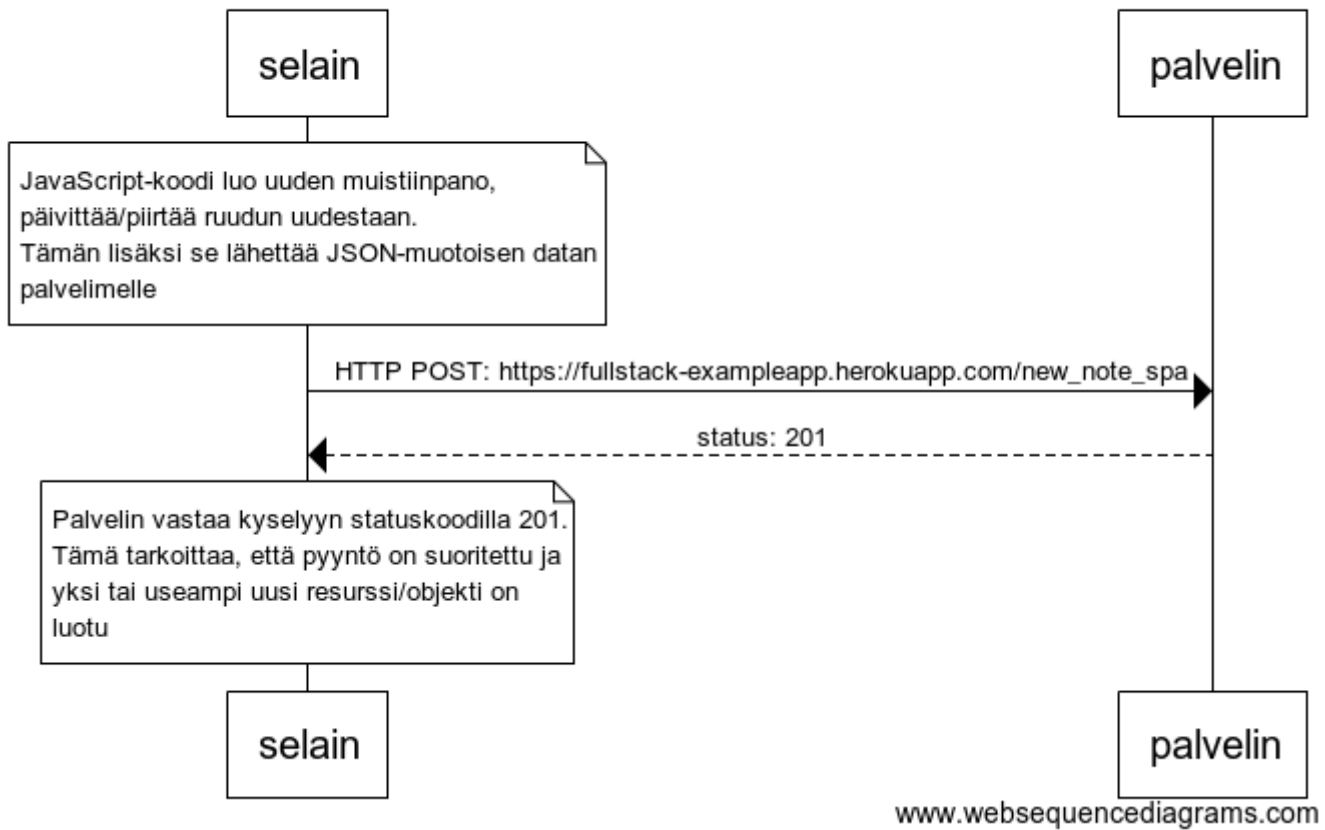 selain
palvelin
JavaScript-koodi luo uuden muistiinpano,
päivittää/piirtää ruudun uudestaan.
Tämän lisäksi se lähettää JSON-muotoisen datan
palvelimelle
HTTP POST: https://fullstack-exampleapp.herokuapp.com/new_note_spa
status: 201
Palvelin vastaa kyselyyn statuskoodilla 201.
Tämä tarkoittaa, että pyyntö on suoritettu ja
yksi tai useampi uusi resurssi/objekti on
luotu
selain
palvelin
www.websequencediagrams.com